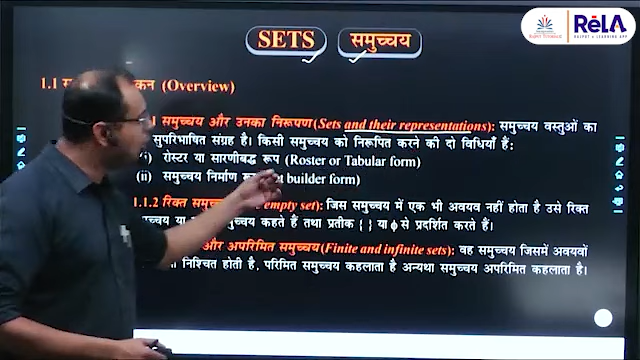 SETS समुच्चय
RELA
1.1 कन (Overview)
समुच्चय और उनका निरूपण(Sets and their representations): समुच्चय वस्तुओं का
सुपरिभाषित संग्रह है। किसी समुच्चय को निरूपित करने की दो विधियाँ हैं:
रोस्टर या सारणीबद्ध रूप (Roster or Tabular form)
(ii) समुच्चय निर्माण builder form)
1.1.2 रिक्त समुच्चय empty set): जिस समुच्चय में एक भी अवयव नहीं होता है उसे रिक्त
कहते हैं तथा प्रतीक { } या ϕ से प्रदर्शित करते हैं।
और अपरिमित समुच्चय(Finite and infinite sets): वह समुच्चय जिसमें अवयवों
निश्चित होती है, परिमित समुच्चय कहलाता है अन्यथा समुच्चय अपरिमित कहलाता है।